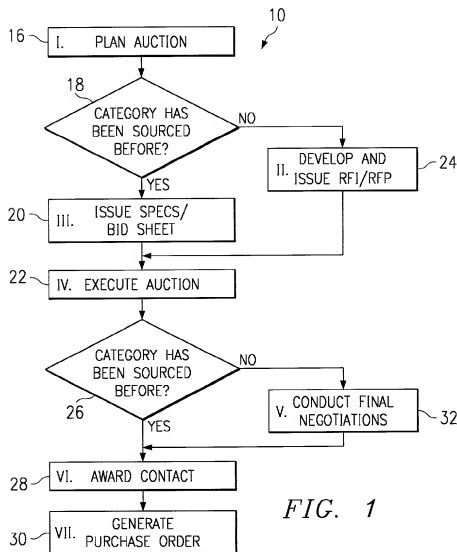 10
16
I. PLAN AUCTION
18
CATEGORY HAS
BEEN SOURCED
BEFORE?
NO
YES
II. DEVELOP AND
ISSUE RFI/RFP
24
20
III. ISSUE SPECS/
BID SHEET
22
IV. EXECUTE AUCTION
CATEGORY HAS
BEEN SOURCED
BEFORE?
26
NO
YES
V. CONDUCT FINAL
NEGOTIATIONS
32
28
VI. AWARD CONTACT
30
VII. GENERATE
PURCHASE ORDER
FIG. 1